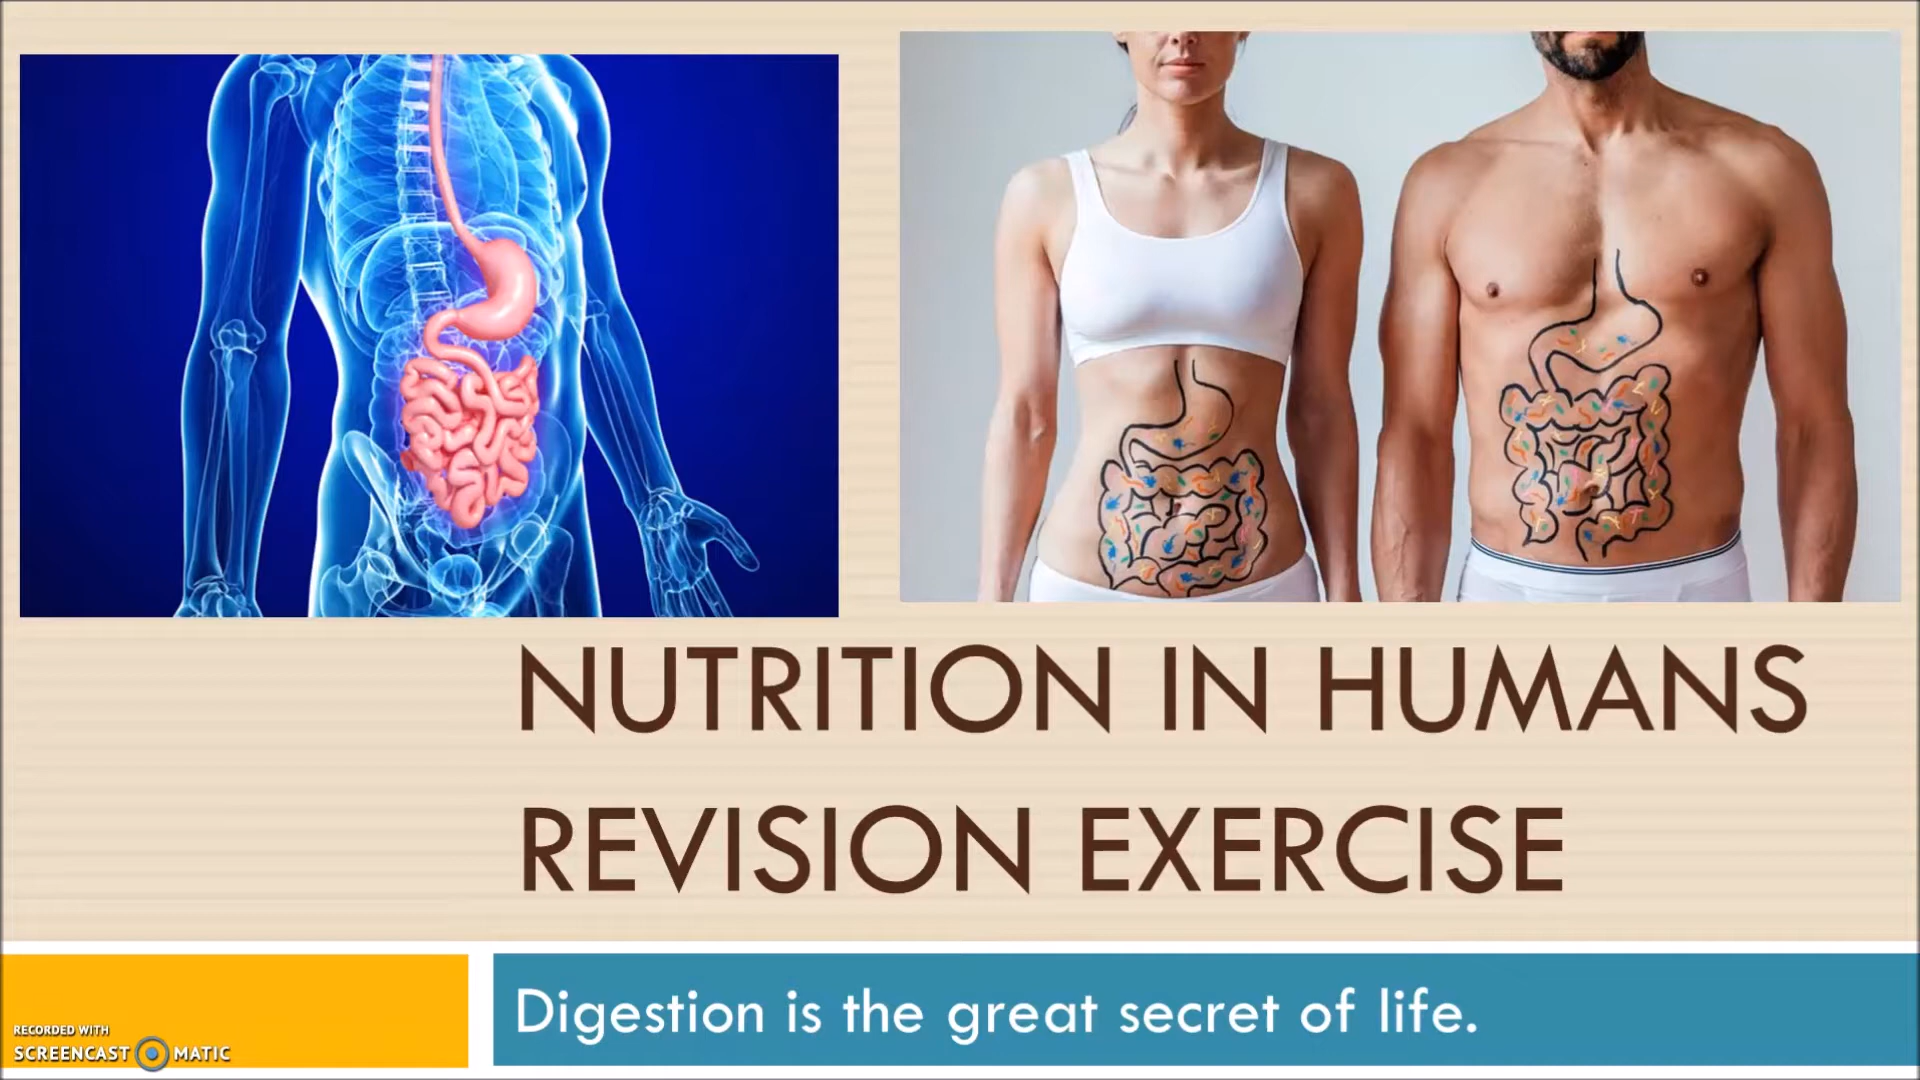 NUTRITION IN HUMANS
REVISION EXERCISE
Digestion is the great secret of life.
RECORDED WITH
SCREENCAST MATIC